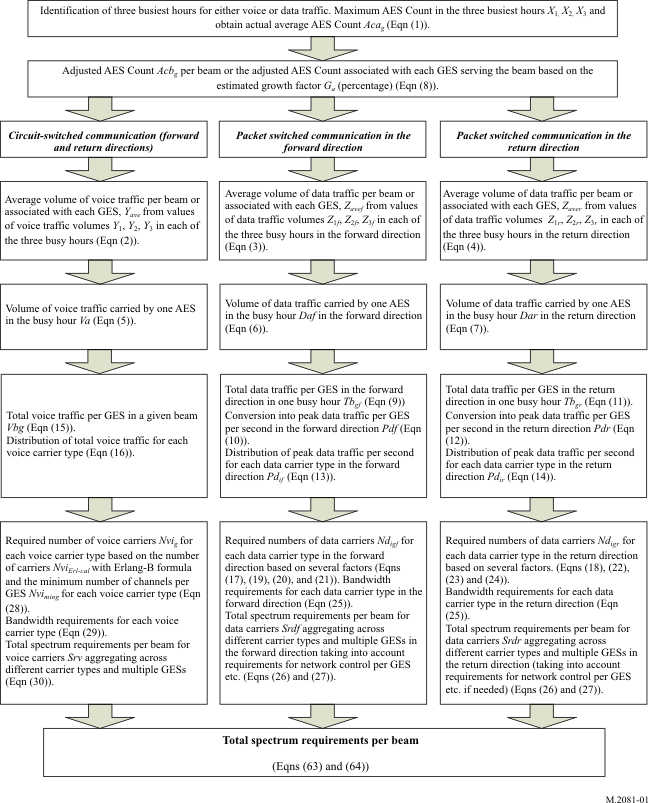 Identification of three busiest hours for either voice or data traffic. Maximum AES Count in the three busiest hours X1, X2, X3 and
obtain actual average AES Count Acag (Eqn (1)).
Adjusted AES Count Acbg per beam or the adjusted AES Count associated with each GES serving the beam based on the
estimated growth factor Ga (percentage) (Eqn (8)).
Circuit-switched communication (forward
and return directions)
Packet switched communication in the
forward direction
Packet switched communication in the
return direction
Average volume of voice traffic per beam or
associated with each GES, Yave from values
of voice traffic volumes Y1, Y2, Y3 in each of
the three busy hours (Eqn (2)).
Average volume of data traffic per beam or
associated with each GES, Zavef from values
of data traffic volumes Z1f, Z2f, Z3f in each of
the three busy hours in the forward direction
(Eqn (3)).
Average volume of data traffic per beam or
associated with each GES, Zaver from values
of data traffic volumes Z1r, Z2r, Z3r in each of
the three busy hours in the return direction
(Eqn (4)).
Volume of voice traffic carried by one AES
in the busy hour Va (Eqn (5)).
Volume of data traffic carried by one AES
in the busy hour Daf in the forward direction
(Eqn (6)).
Volume of data traffic carried by one AES
in the busy hour Dar in the return direction
(Eqn (7)).
Total voice traffic per GES in a given beam
Vbg (Eqn (15)).
Distribution of total voice traffic for each
voice carrier type (Eqn (16)).
Total data traffic per GES in the forward
direction in one busy hour Tbgf (Eqn (9))
Conversion into peak data traffic per GES
per second in the forward direction Pdf (Eqn
(10)).
Distribution of peak data traffic per second
for each data carrier type in the forward
direction Pdif (Eqn (13)).
Total data traffic per GES in the return
direction in one busy hour Tbgr (Eqn (11)).
Conversion into peak data traffic per GES
per second in the return direction Pdr (Eqn
(12)).
Distribution of peak data traffic per second
for each data carrier type in the return
direction Pdir (Eqn (14)).
Required number of voice carriers Nvig for
each voice carrier type based on the number
of carriers NviErl-cal with Erlang-B formula
and the minimum number of channels per
GES Nviming for each voice carrier type (Eqn
(28)).
Bandwidth requirements for each voice
carrier type (Eqn (29)).
Total spectrum requirements per beam for
voice carriers Srv aggregating across
different carrier types and multiple GESs
(Eqn (30)).
Required numbers of data carriers Ndigf for
each data carrier type in the forward
direction based on several factors (Eqns
(17), (19), (20), and (21)). Bandwidth
requirements for each data carrier type in the
forward direction (Eqn (25)).
Total spectrum requirements per beam for
data carriers Srdf aggregating across
different carrier types and multiple GESs in
the forward direction taking into account
requirements for network control per GES
etc. (Eqns (26) and (27)).
Required numbers of data carriers Ndigr for
each data carrier type in the return direction
based on several factors. (Eqns (18), (22),
(23) and (24)).
Bandwidth requirements for each data
carrier type in the return direction (Eqn
(25)).
Total spectrum requirements per beam for
data carriers Srdr aggregating across
different carrier types and multiple GESs in
the return direction (taking into account
requirements for network control per GES
etc. if needed) (Eqns (26) and (27)).
Total spectrum requirements per beam
(Eqns (63) and (64))
M.2081-01